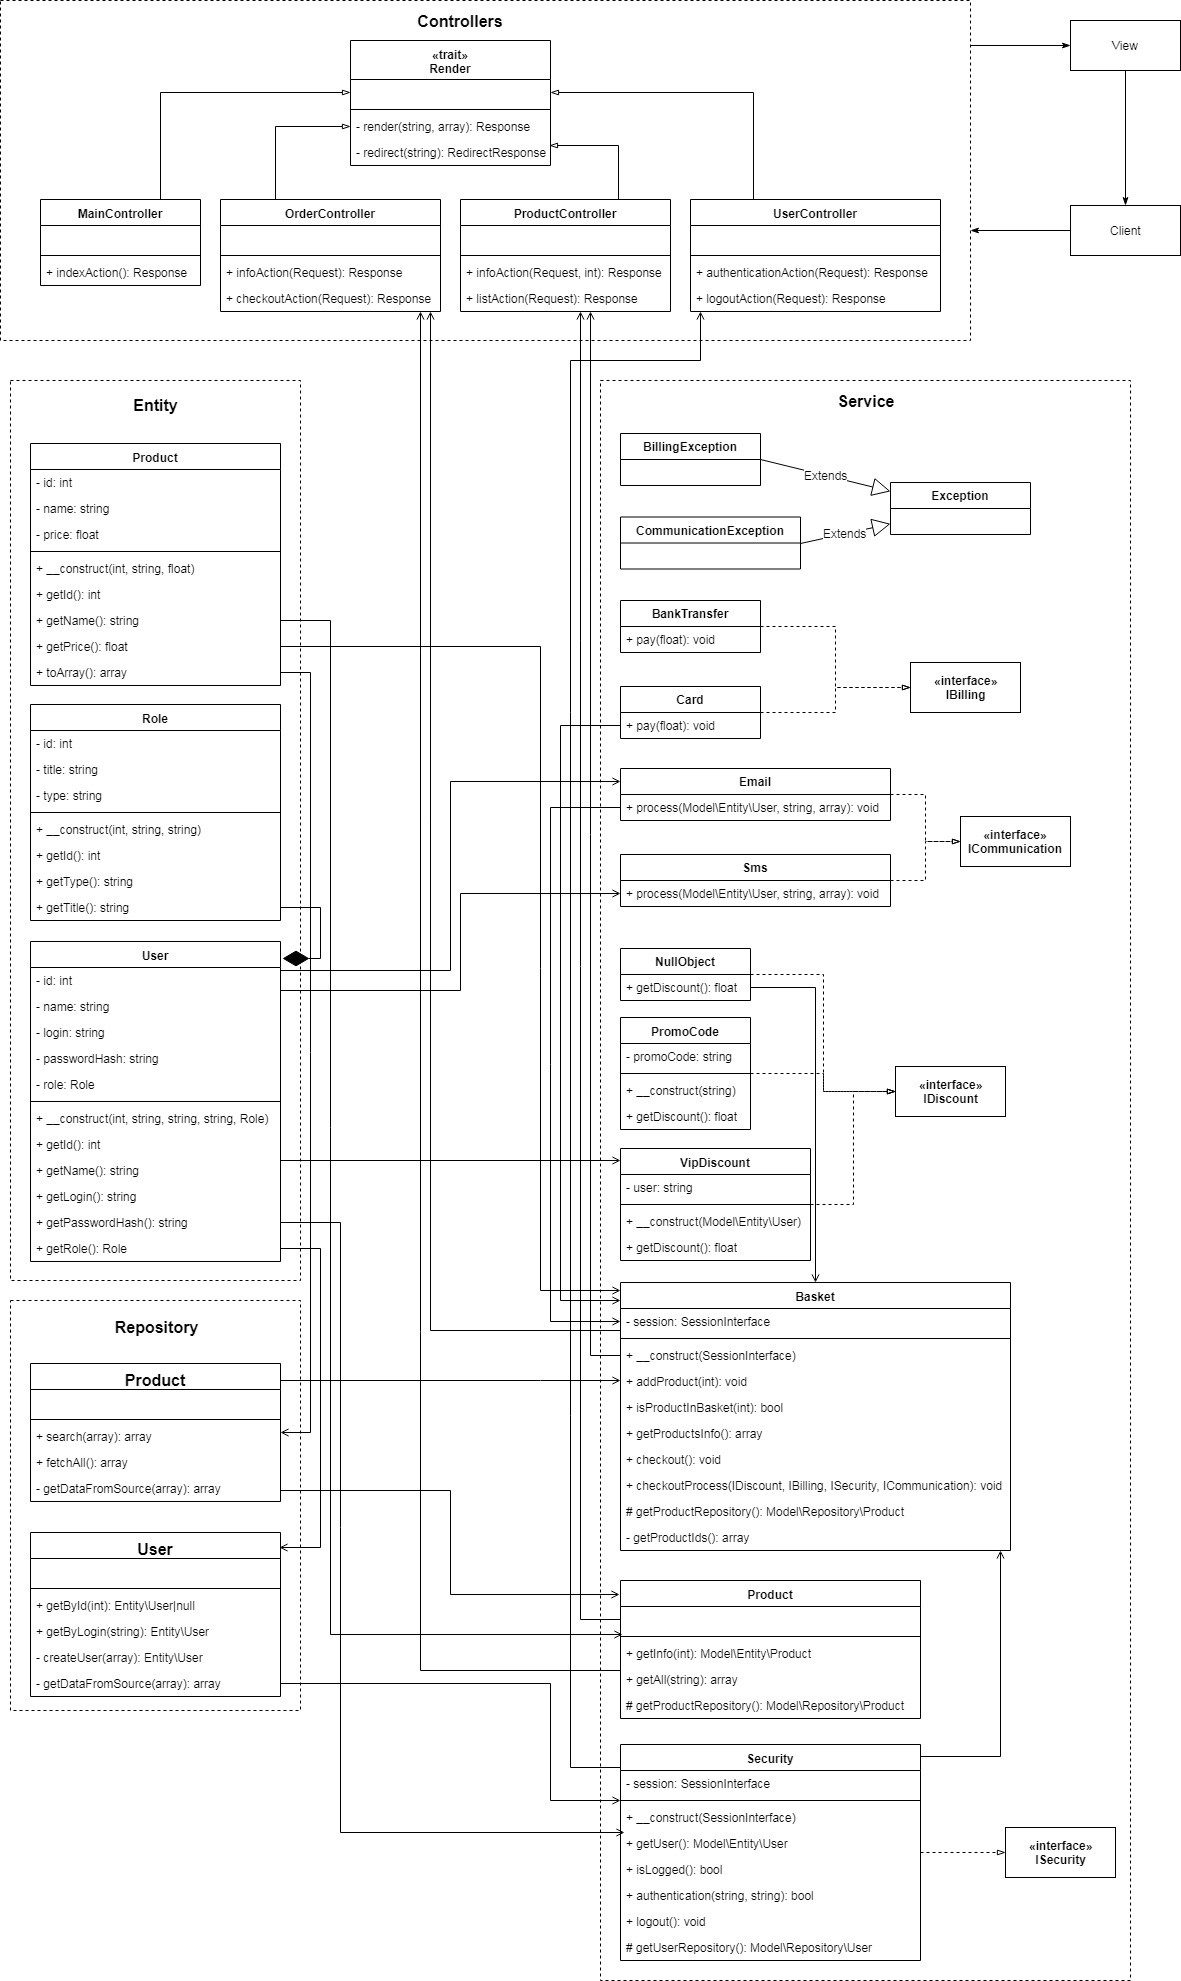 Controllers
«trait»
Render
- render(string, array): Response
- redirect(string): RedirectResponse
View
Client
MainController
+ indexAction(): Response
OrderController
+ infoAction(Request): Response
+ checkoutAction(Request): Response
ProductController
+ infoAction(Request, int): Response
+ listAction(Request): Response
UserController
+ authenticationAction(Request): Response
+ logoutAction(Request): Response
Entity
Product
- id: int
- name: string
- price: float
+ __construct(int, string, float)
+ getId(): int
+ getName(): string
+ getPrice(): float
+ toArray(): array
Role
- id: int
- title: string
- type: string
+ __construct(int, string, string)
+ getId(): int
+ getType(): string
+ getTitle(): string
User
- id: int
- name: string
- login: string
- passwordHash: string
- role: Role
+ __construct(int, string, string, string, Role)
+ getId(): int
+ getName(): string
+ getLogin(): string
+ getPasswordHash(): string
+ getRole(): Role
Repository
Product
+ search(array): array
+ fetchAll(): array
- getDataFromSource(array): array
User
+ getById(int): Entity\User|null
+ getByLogin(string): Entity\User
- createUser(array): Entity\User
- getDataFromSource(array): array
Service
BillingException
Extends
Exception
CommunicationException
Extends
BankTransfer
+ pay(float): void
«interface»
IBilling
Card
+ pay(float): void
Email
+ process(Model\Entity\User, string, array): void
«interface»
ICommunication
Sms
+ process(Model\Entity\User, string, array): void
NullObject
+ getDiscount(): float
PromoCode
- promoCode: string
+ __construct(string)
+ getDiscount(): float
«interface»
IDiscount
VipDiscount
- user: string
+ __construct(Model\Entity\User)
+ getDiscount(): float
Basket
- session: SessionInterface
+ __construct(SessionInterface)
+ addProduct(int): void
+ isProductInBasket(int): bool
+ getProductsInfo(): array
+ checkout(): void
+ checkoutProcess(IDiscount, IBilling, ISecurity, ICommunication): void
# getProductRepository(): Model\Repository\Product
- getProductIds(): array
Product
+ getInfo(int): Model\Entity\Product
+ getAll(string): array
# getProductRepository(): Model\Repository\Product
Security
- session: SessionInterface
+ __construct(SessionInterface)
+ getUser(): Model\Entity\User
+ isLogged(): bool
+ authentication(string, string): bool
+ logout(): void
# getUserRepository(): Model\Repository\User
«interface»
ISecurity